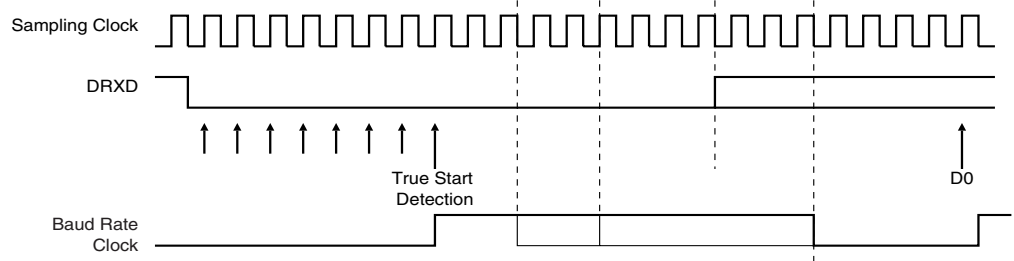 Sampling Clock
DRXD
True Start
Detection
D0
Baud Rate
Clock